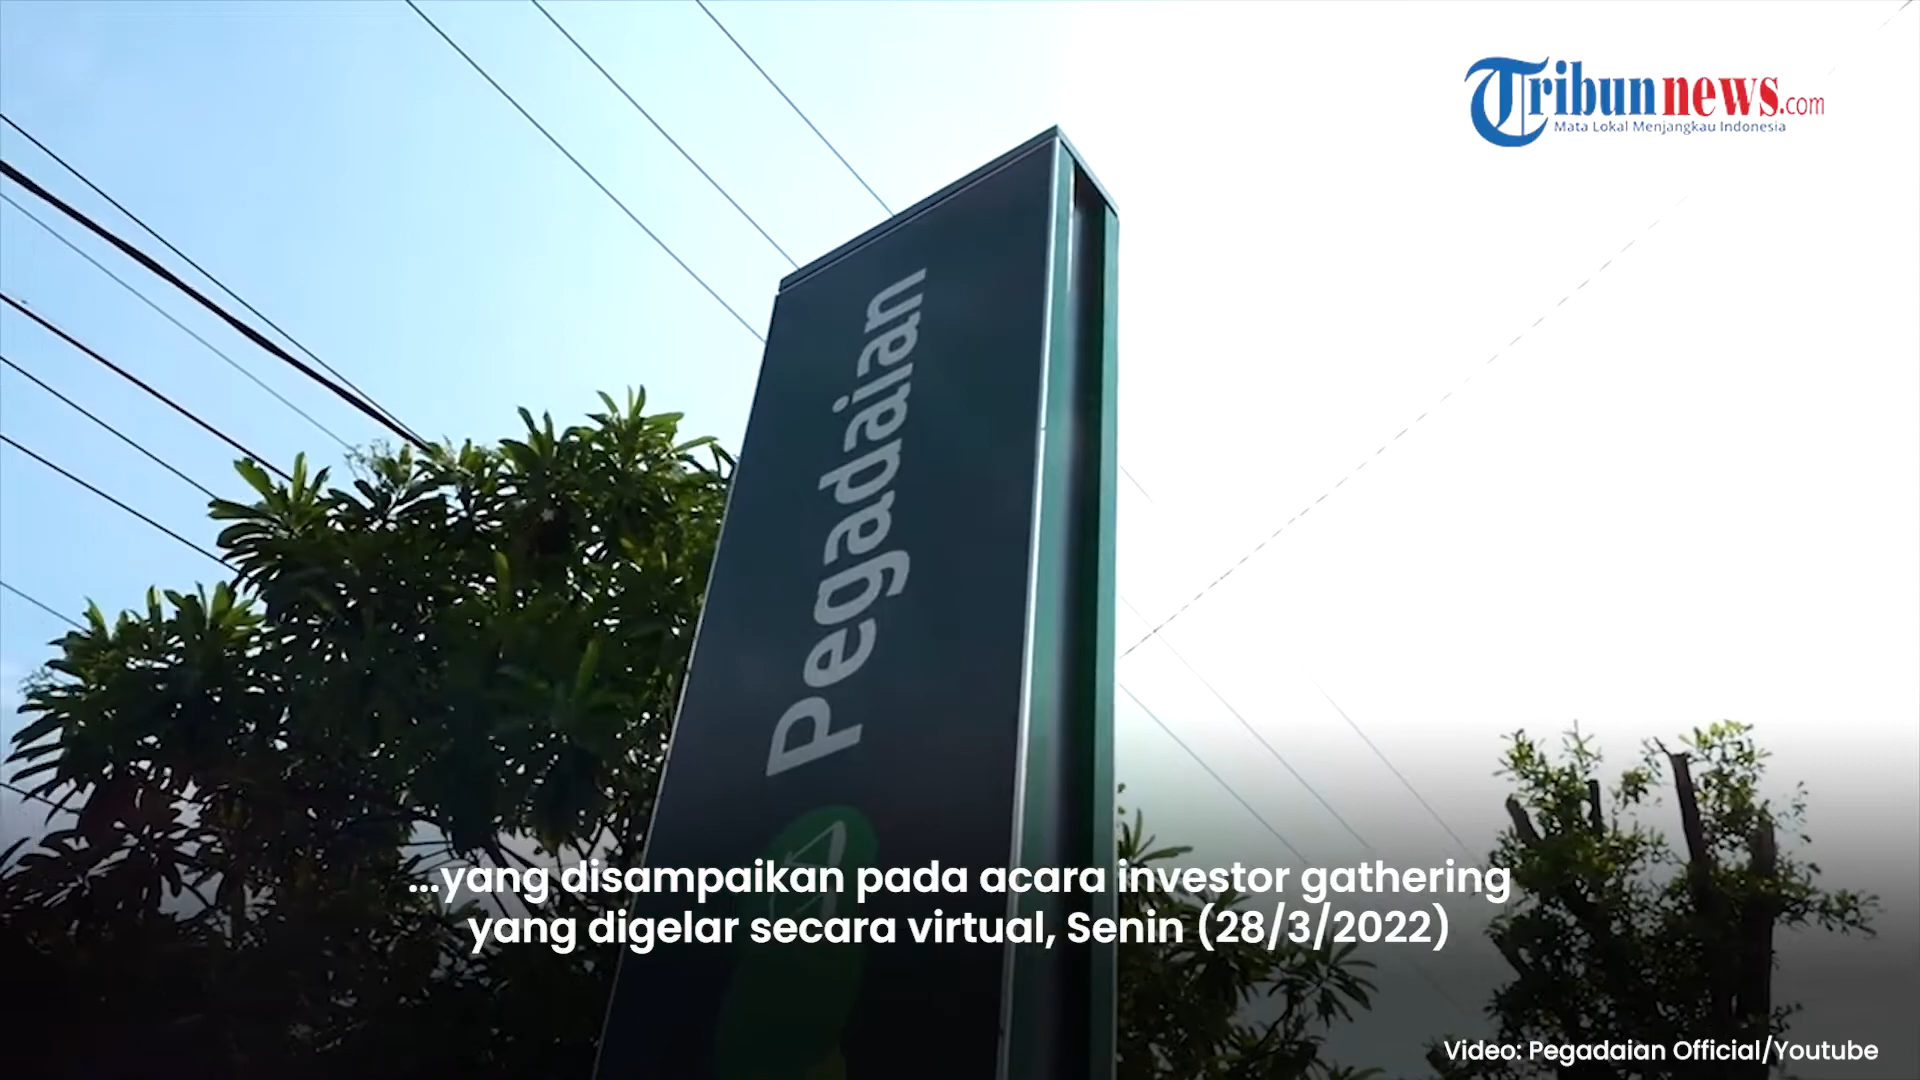 Tribunnews.com
Mata Lokal Menjangkau Indonesia
Pegadaian
...yang disampaikan pada acara investor gathering
yang digelar secara virtual, Senin (28/3/2022)
Video: Pegadaian Official/Youtube